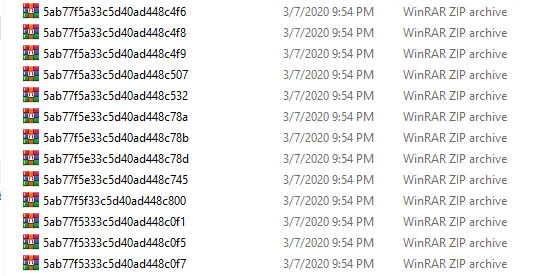 5ab77f5a33c5d40ad448c4f6 3/7/2020 9:54 PM WinRAR ZIP archive
5ab77f5a33c5d40ad448c4f8 3/7/2020 9:54 PM WinRAR ZIP archive
5ab77f5a33c5d40ad448c4f9 3/7/2020 9:54 PM WinRAR ZIP archive
5ab77f5a33c5d40ad448c507 3/7/2020 9:54 PM WinRAR ZIP archive
5ab77f5a33c5d40ad448c532 3/7/2020 9:54 PM WinRAR ZIP archive
5ab77f5e33c5d40ad448c78a 3/7/2020 9:54 PM WinRAR ZIP archive
5ab77f5e33c5d40ad448c78b 3/7/2020 9:54 PM WinRAR ZIP archive
5ab77f5e33c5d40ad448c78d 3/7/2020 9:54 PM WinRAR ZIP archive
5ab77f5e33c5d40ad448c745 3/7/2020 9:54 PM WinRAR ZIP archive
5ab77f5f33c5d40ad448c800 3/7/2020 9:54 PM WinRAR ZIP archive
5ab77f5333c5d40ad448c0f1 3/7/2020 9:54 PM WinRAR ZIP archive
5ab77f5333c5d40ad448c0f5 3/7/2020 9:54 PM WinRAR ZIP archive
5ab77f5333c5d40ad448c0f7 3/7/2020 9:54 PM WinRAR ZIP archive